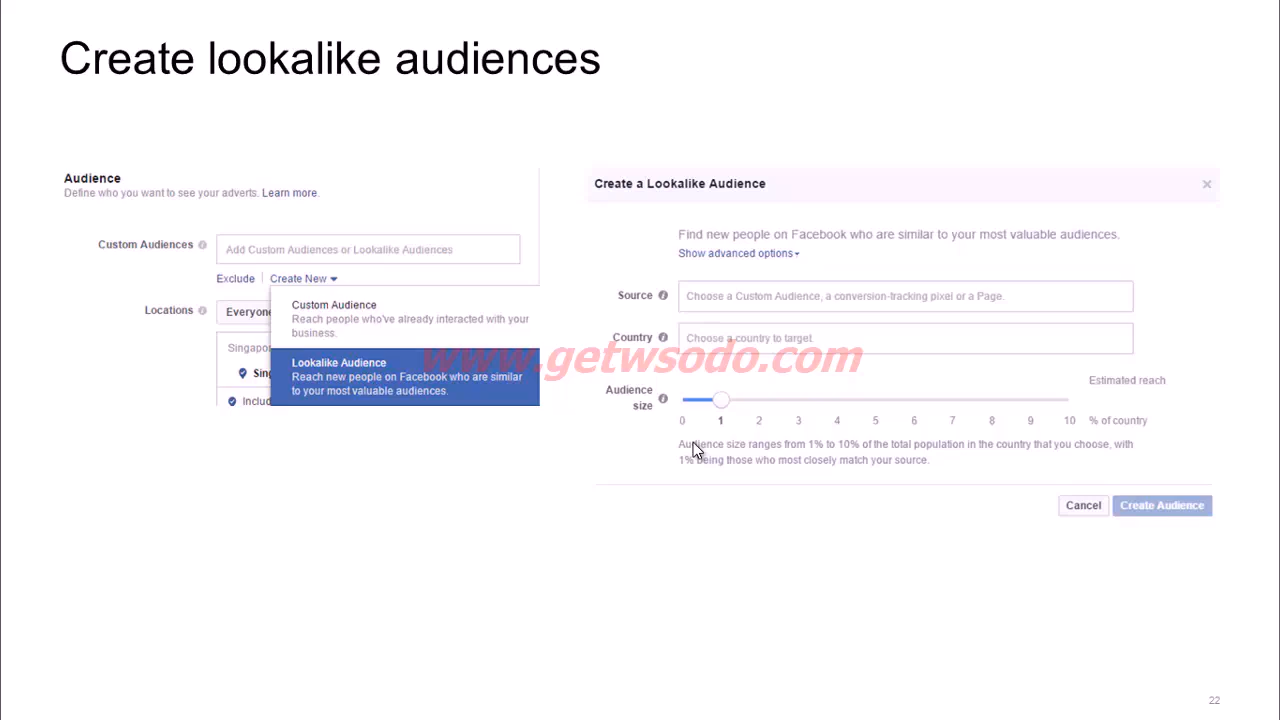 Create lookalike audiences
Audience
Define who you want to see your adverts. Learn more.
Custom Audiences
Add Custom Audiences or Lookalike Audiences
Exclude | Create New
Custom Audience
Reach people who've already interacted with your
business.
Lookalike Audience
Reach new people on Facebook who are similar
to your most valuable audiences.
Locations
Everyone
Singapor
Sing
Includ
Create a Lookalike Audience ×
Find new people on Facebook who are similar to your most valuable audiences.
Show advanced options
Source Choose a Custom Audience, a conversion-tracking pixel or a Page.
Country Choose a country to target.
www.getwsodo.com
Audience
size
Estimated reach
0 1 2 3 4 5 6 7 8 9 10 % of country
Audience size ranges from 1% to 10% of the total population in the country that you choose, with
1% being those who most closely match your source.
Cancel Create Audience
22